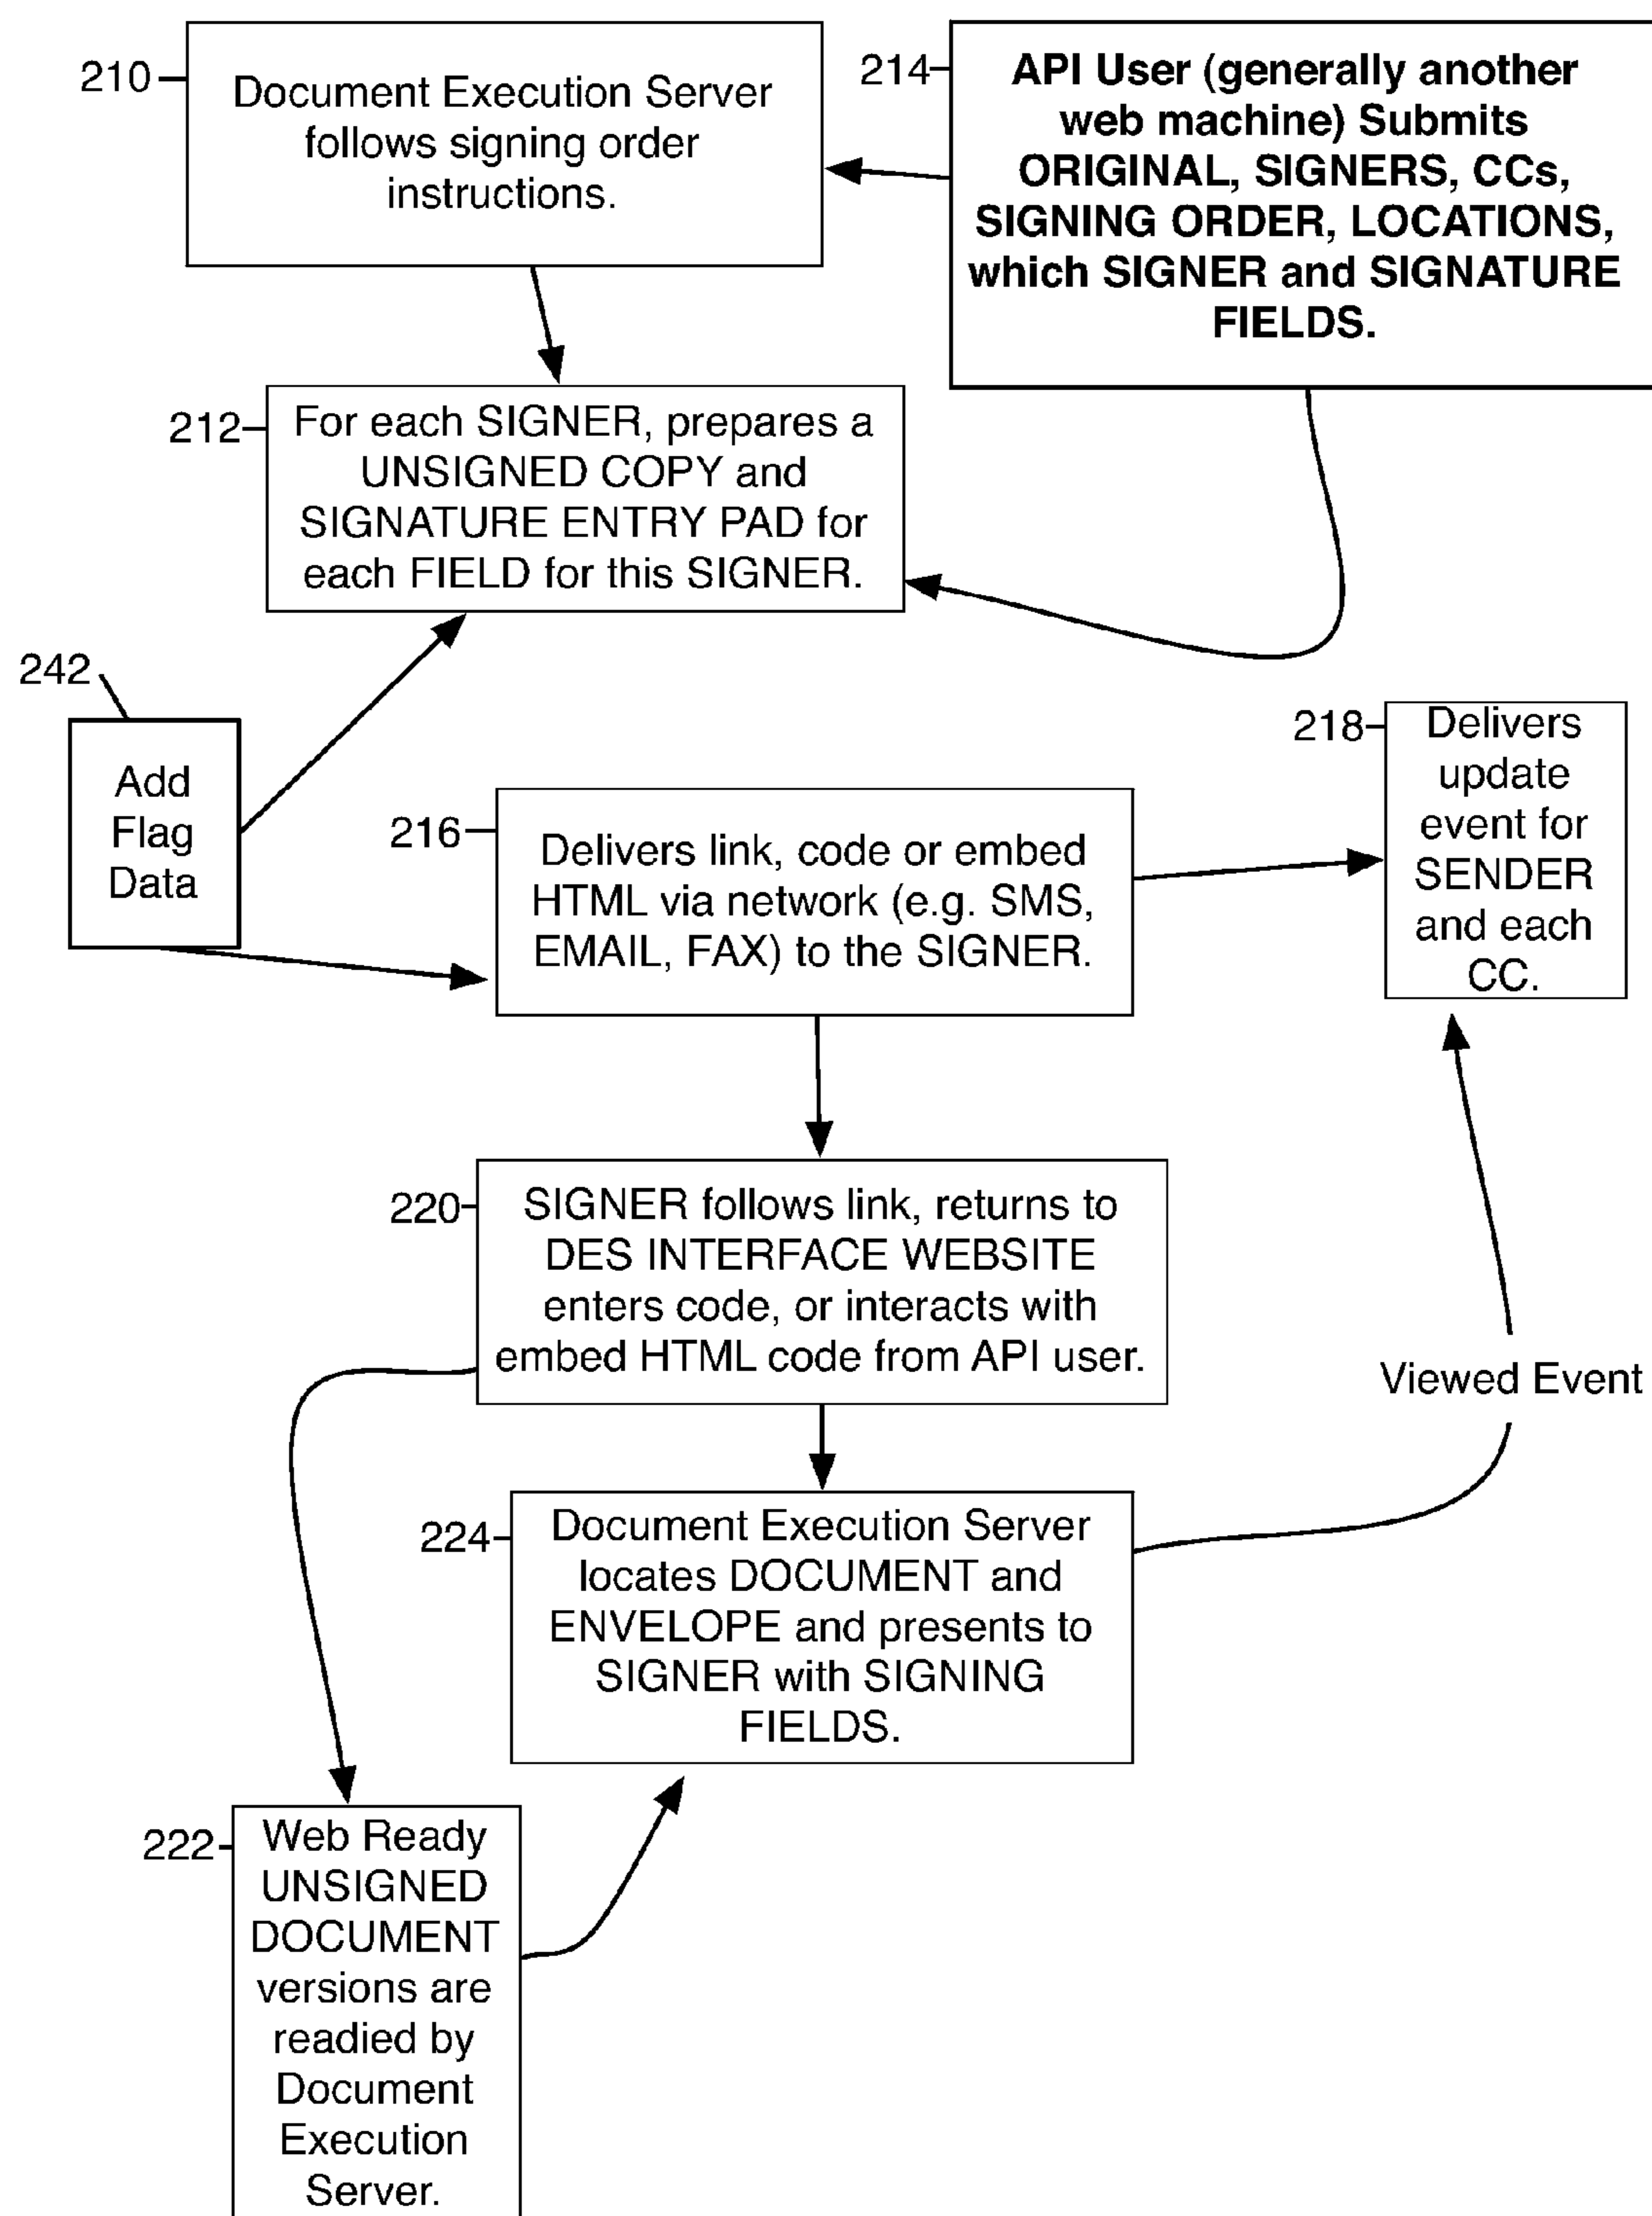 210
Document Execution Server
follows signing order
instructions.
214
API User (generally another
web machine) Submits
ORIGINAL, SIGNERS, CCs,
SIGNING ORDER, LOCATIONS,
which SIGNER and SIGNATURE
FIELDS.
212
For each SIGNER, prepares a
UNSIGNED COPY and
SIGNATURE ENTRY PAD for
each FIELD for this SIGNER.
242
Add
Flag
Data
216
Delivers link, code or embed
HTML via network (e.g. SMS,
EMAIL, FAX) to the SIGNER.
218
Delivers
update
event for
SENDER
and each
CC.
220
SIGNER follows link, returns to
DES INTERFACE WEBSITE
enters code, or interacts with
embed HTML code from API user.
Viewed Event
224
Document Execution Server
locates DOCUMENT and
ENVELOPE and presents to
SIGNER with SIGNING
FIELDS.
222
Web Ready
UNSIGNED
DOCUMENT
versions are
readied by
Document
Execution
Server.